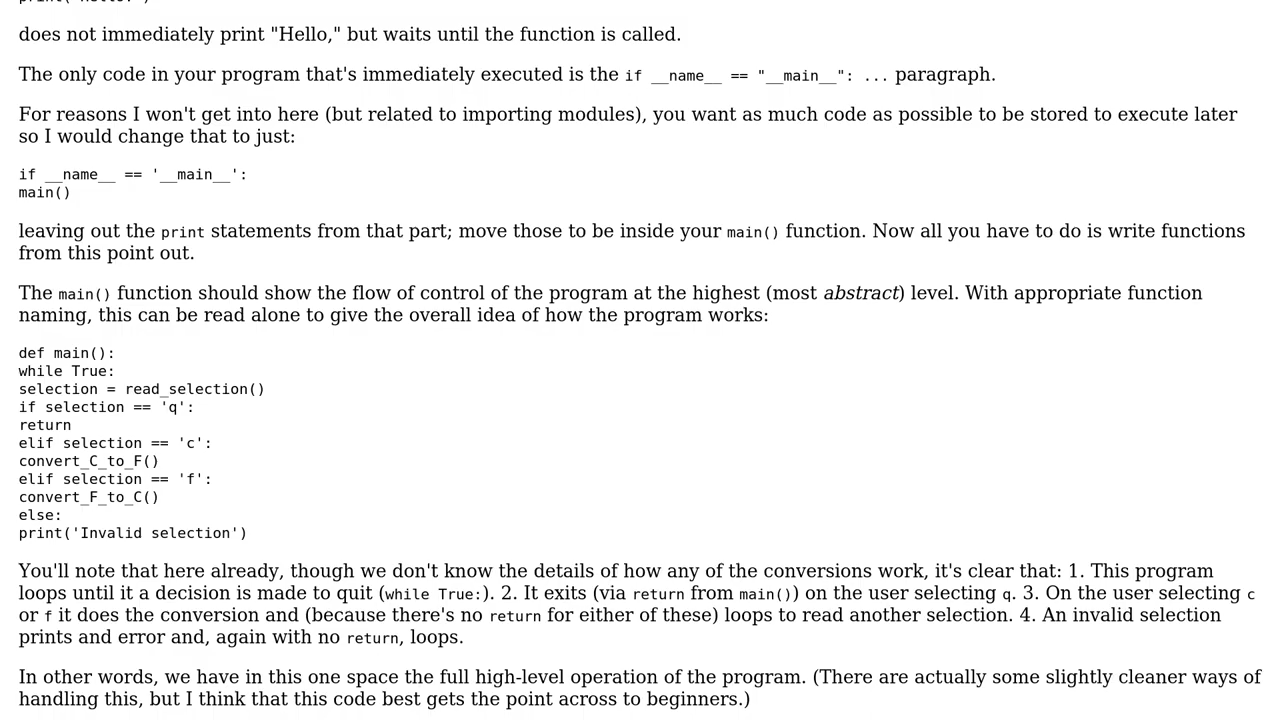 does not immediately print "Hello," but waits until the function is called.
The only code in your program that's immediately executed is the if __name__ == "__main__": ... paragraph.
For reasons I won't get into here (but related to importing modules), you want as much code as possible to be stored to execute later
so I would change that to just:
if __name__ == '__main__':
main()
leaving out the print statements from that part; move those to be inside your main() function. Now all you have to do is write functions
from this point out.
The main() function should show the flow of control of the program at the highest (most abstract) level. With appropriate function
naming, this can be read alone to give the overall idea of how the program works:
def main():
while True:
selection = read_selection()
if selection == 'q':
return
elif selection == 'c':
convert_C_to_F()
elif selection == 'f':
convert_F_to_C()
else:
print('Invalid selection')
You'll note that here already, though we don't know the details of how any of the conversions work, it's clear that: 1. This program
loops until it a decision is made to quit (while True:). 2. It exits (via return from main()) on the user selecting q. 3. On the user selecting c
or f it does the conversion and (because there's no return for either of these) loops to read another selection. 4. An invalid selection
prints and error and, again with no return, loops.
In other words, we have in this one space the full high-level operation of the program. (There are actually some slightly cleaner ways of
handling this, but I think that this code best gets the point across to beginners.)